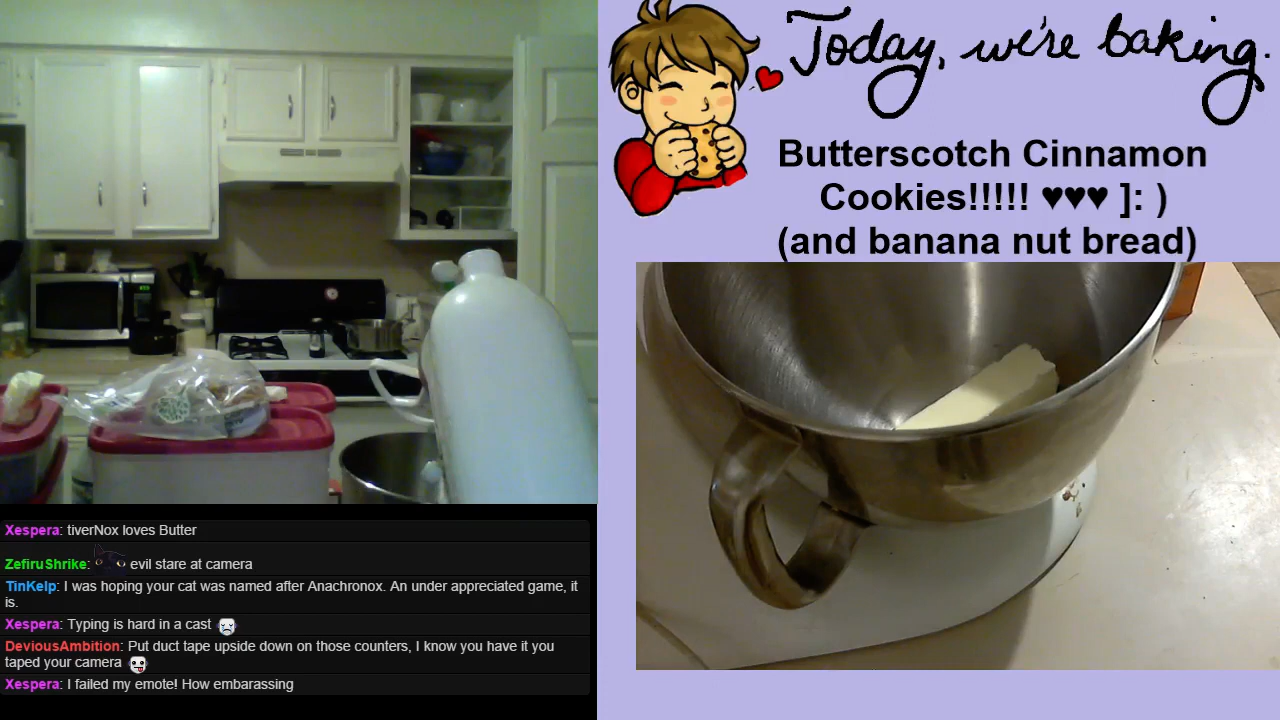 Today, we're baking.
Butterscotch Cinnamon
Cookies!!!!! ♥♥♥ ]: )
(and banana nut bread)
Xespera: tiverNox loves Butter
ZefiruShrike: evil stare at camera
TinKelp: I was hoping your cat was named after Anachronox. An under appreciated game, it
is.
Xespera: Typing is hard in a cast
DeviousAmbition: Put duct tape upside down on those counters, I know you have it you
taped your camera
Xespera: I failed my emote! How embarassing